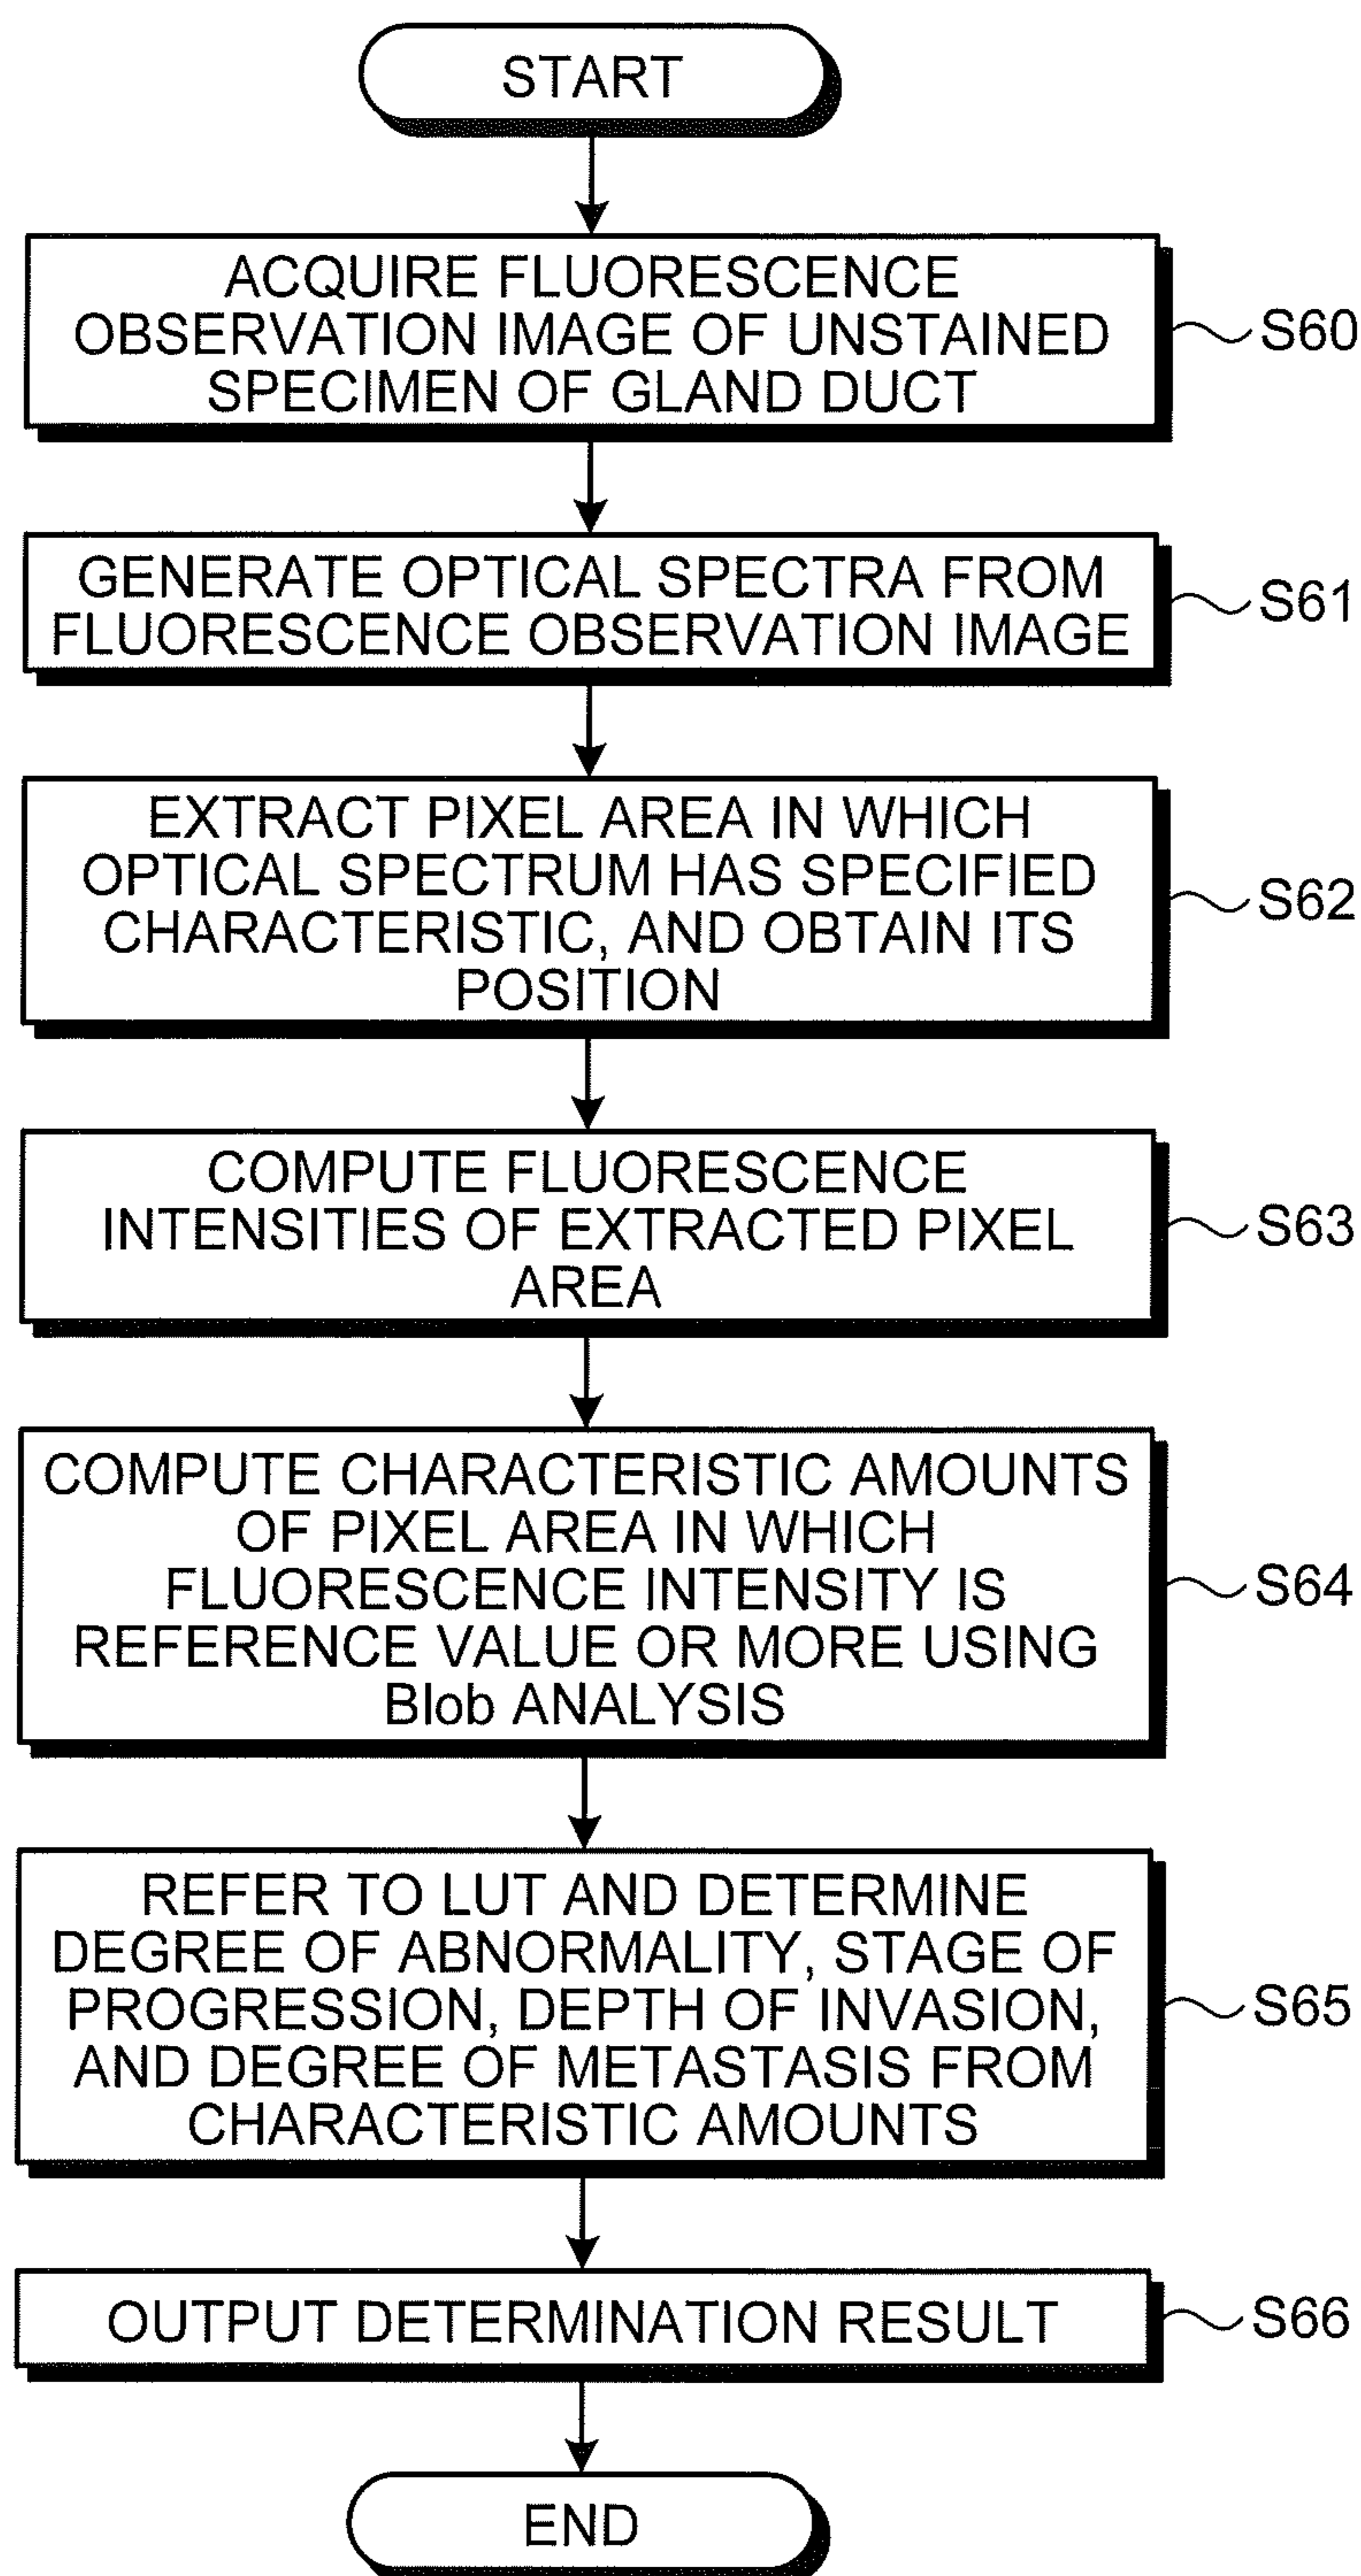 START
ACQUIRE FLUORESCENCE
OBSERVATION IMAGE OF UNSTAINED
SPECIMEN OF GLAND DUCT
S60
GENERATE OPTICAL SPECTRA FROM
FLUORESCENCE OBSERVATION IMAGE
S61
EXTRACT PIXEL AREA IN WHICH
OPTICAL SPECTRUM HAS SPECIFIED
CHARACTERISTIC, AND OBTAIN ITS
POSITION
S62
COMPUTE FLUORESCENCE
INTENSITIES OF EXTRACTED PIXEL
AREA
S63
COMPUTE CHARACTERISTIC AMOUNTS
OF PIXEL AREA IN WHICH
FLUORESCENCE INTENSITY IS
REFERENCE VALUE OR MORE USING
Blob ANALYSIS
S64
REFER TO LUT AND DETERMINE
DEGREE OF ABNORMALITY, STAGE OF
PROGRESSION, DEPTH OF INVASION,
AND DEGREE OF METASTASIS FROM
CHARACTERISTIC AMOUNTS
S65
OUTPUT DETERMINATION RESULT
S66
END